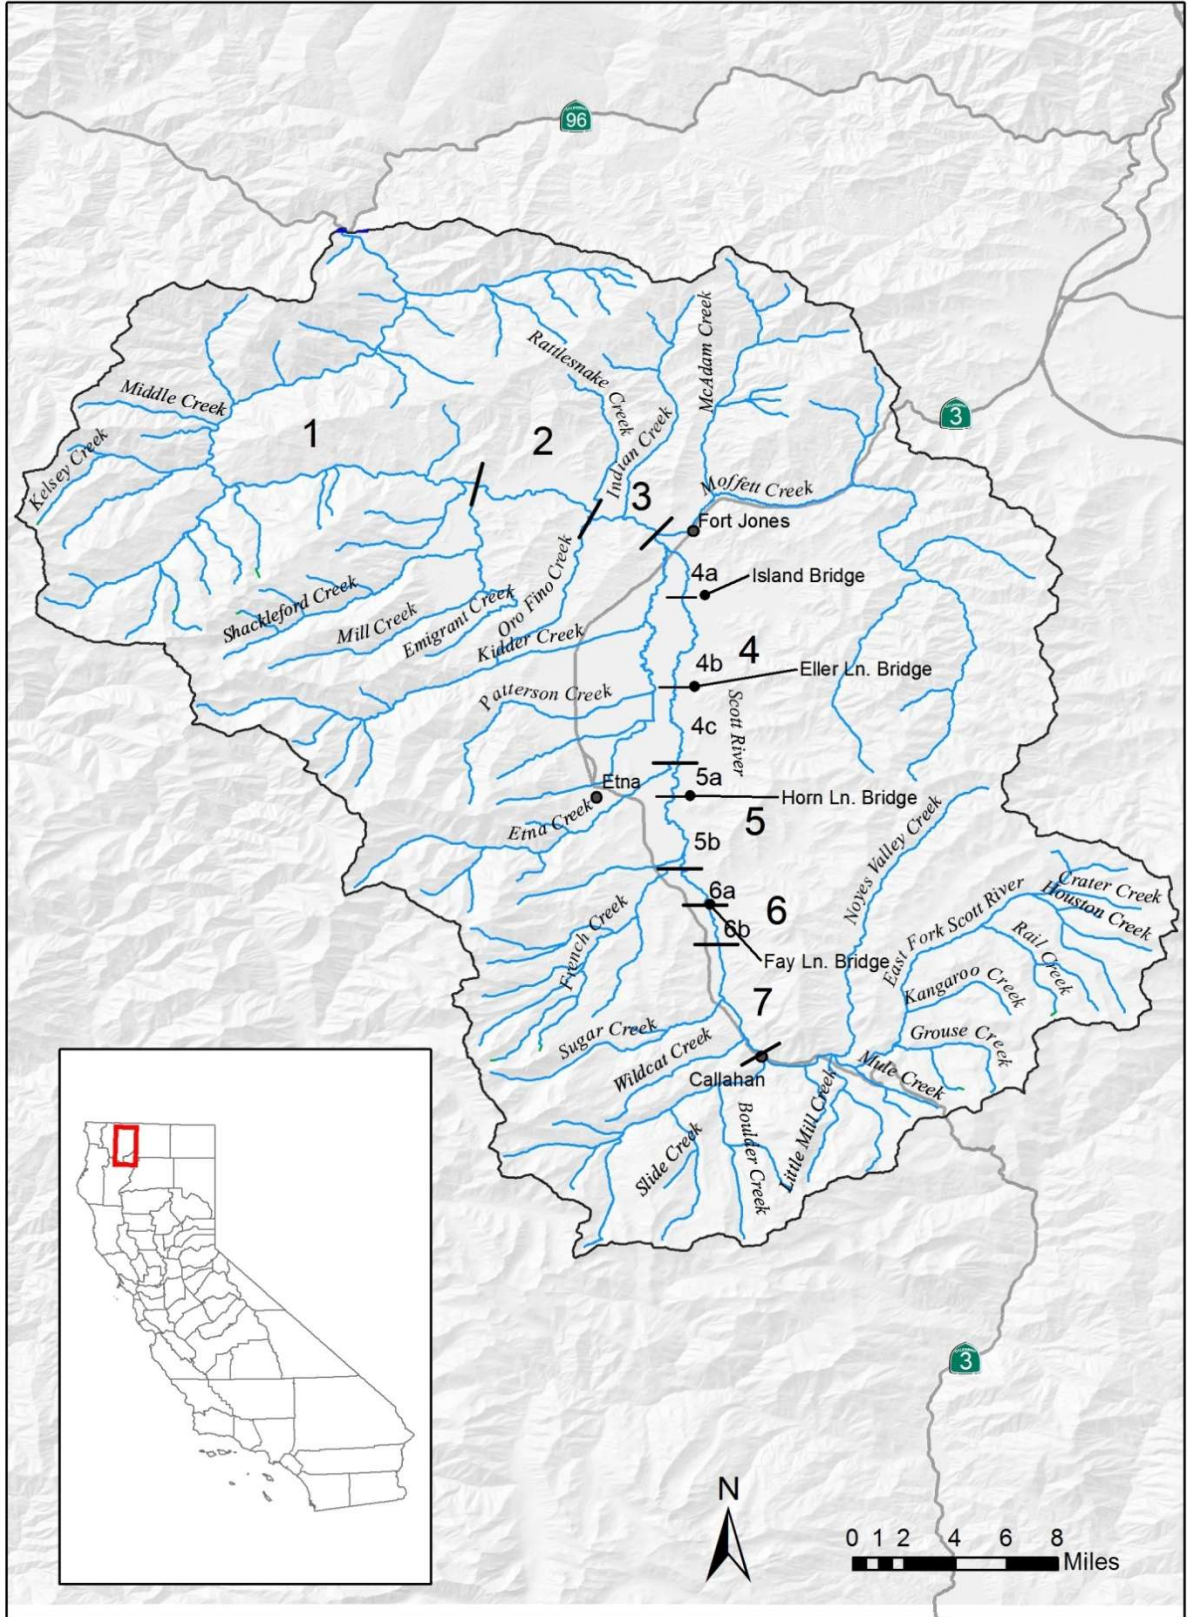 96
McAdam Creek
Rattlesnake Creek
Middle Creek
3
1
2
Indian Creek
Kelsey Creek
3
Moffett Creek
Fort Jones
4a
Island Bridge
Shackleford Creek
Mill Creek
Emigrant Creek
Oro Fino Creek
Kidder Creek
4
4b
Eller Ln. Bridge
Patterson Creek
Scott River
4c
5a
Etna
Horn Ln. Bridge
Etna Creek
5
5b
Noyes Valley Creek
6a
6
Crater Creek
Houston Creek
East Fork Scott River
French Creek
6b
Rail Creek
Fay Ln. Bridge
Kangaroo Creek
7
Sugar Creek
Grouse Creek
Wildcat Creek
Mule Creek
Callahan
Little Mill Creek
Boulder Creek
Slide Creek
3
N
0 1 2 4 6 8
Miles